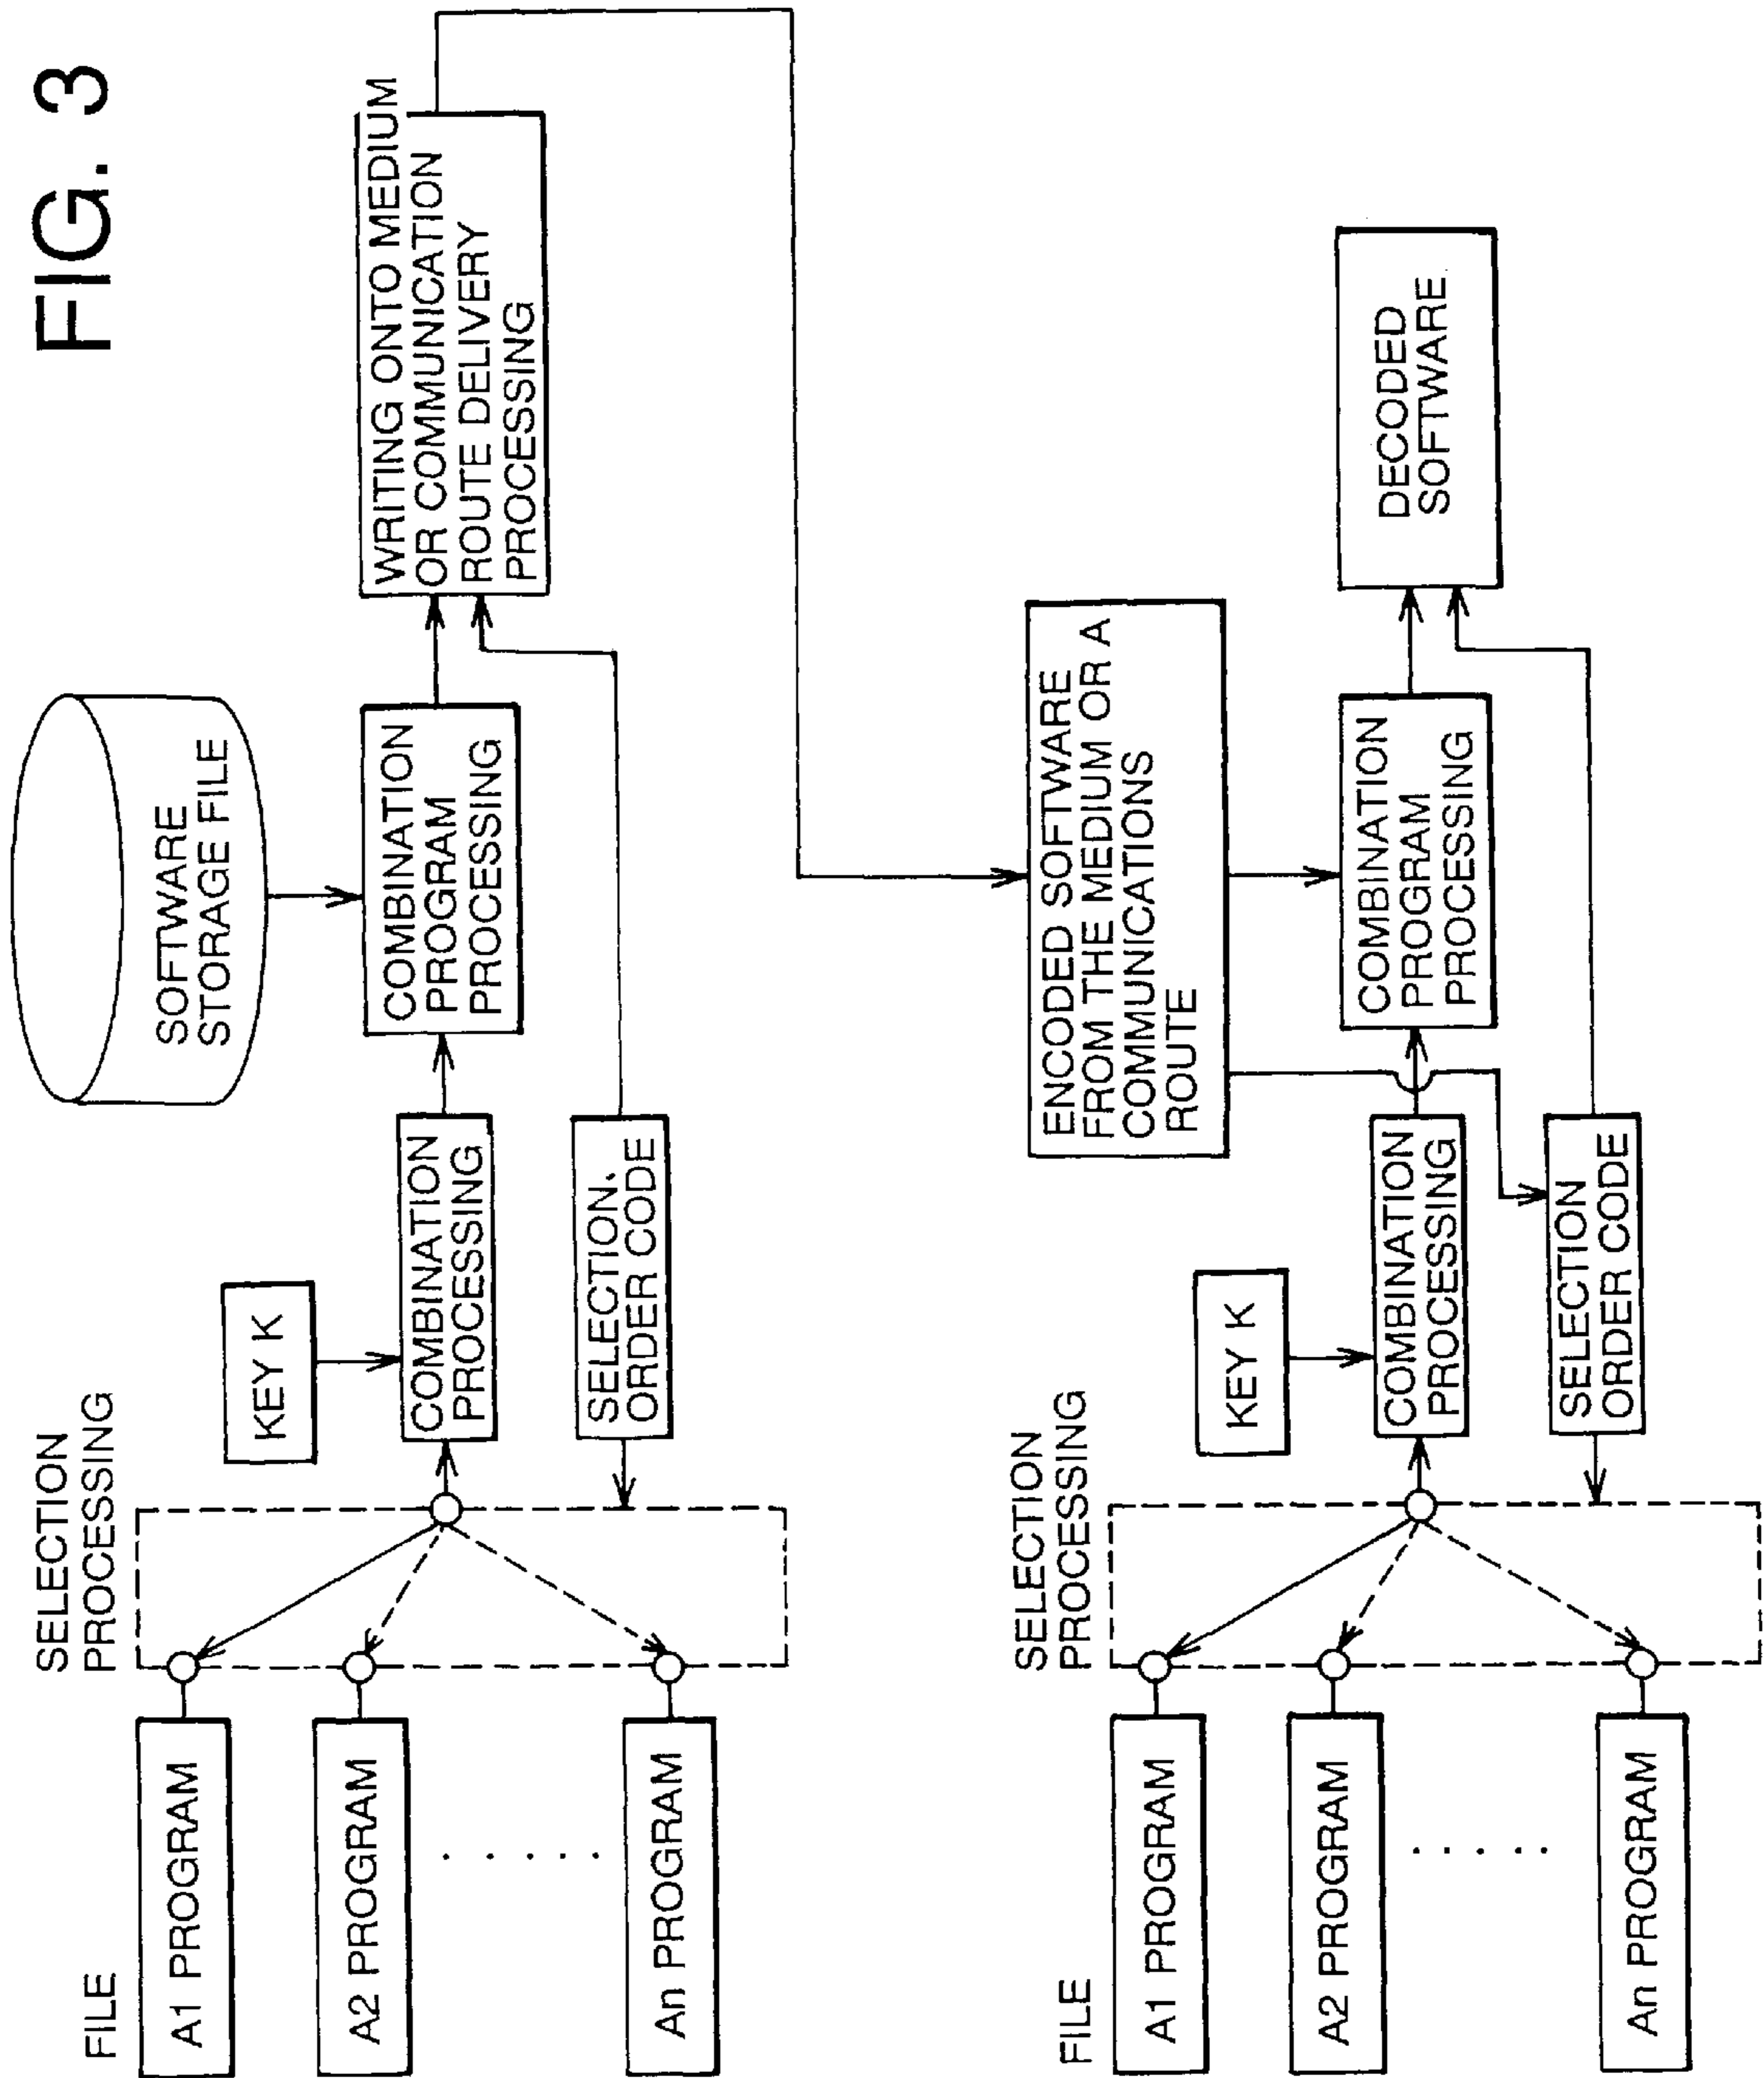 FIG. 3
FILE
A1 PROGRAM
A2 PROGRAM
. . . . .
An PROGRAM
SELECTION
PROCESSING
KEY K
COMBINATION
PROCESSING
SELECTION.
ORDER CODE
SOFTWARE
STORAGE FILE
COMBINATION
PROGRAM
PROCESSING
WRITING ONTO MEDIUM
OR COMMUNICATION
ROUTE DELIVERY
PROCESSING
FILE
A1 PROGRAM
A2 PROGRAM
. . . . .
An PROGRAM
SELECTION
PROCESSING
KEY K
COMBINATION
PROCESSING
SELECTION
ORDER CODE
ENCODED SOFTWARE
FROM THE MEDIUM OR A
COMMUNICATIONS
ROUTE
COMBINATION
PROGRAM
PROCESSING
DECODED
SOFTWARE